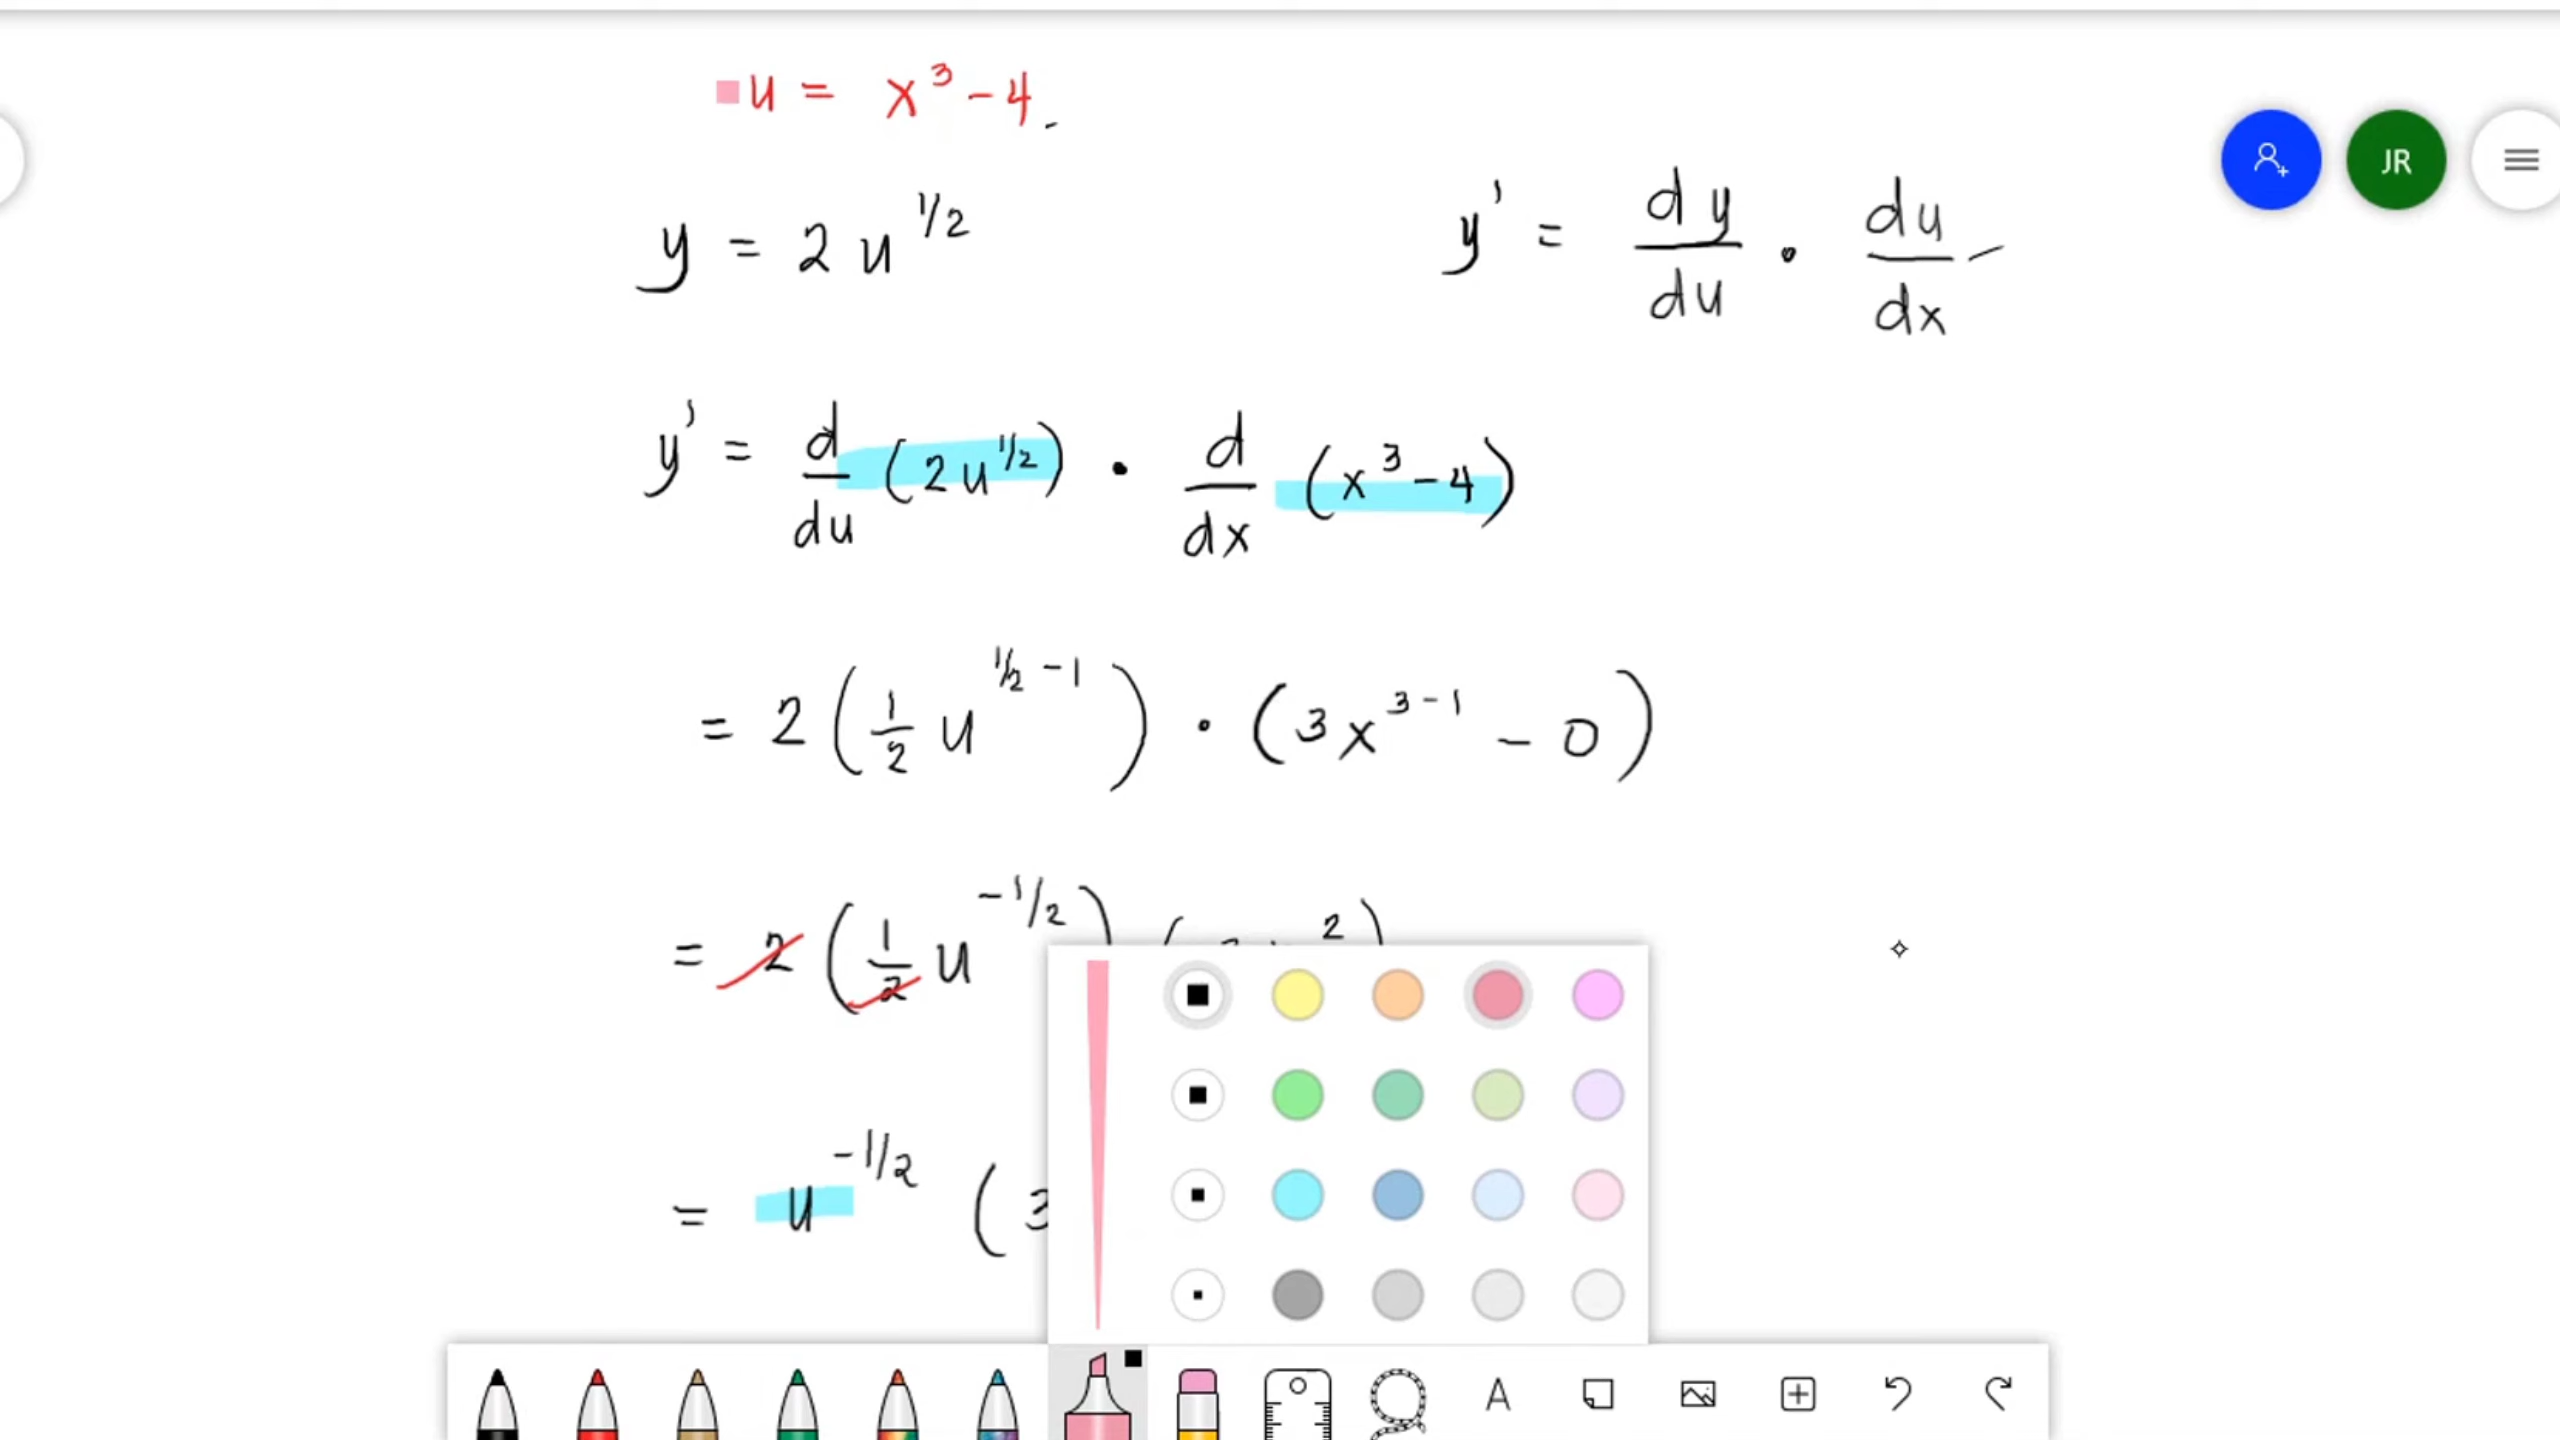 u = x³ - 4
y = 2u^1/2
y' = dy/du · du/dx
JR
y' = d/du (2u^1/2) · d/dx (x³ - 4)
= 2 (1/2 u^1/2 - 1) · (3x^3 - 1 - 0)
= 2 (1/2 u^-1/2) ( 2)
= u^-1/2 (3
A